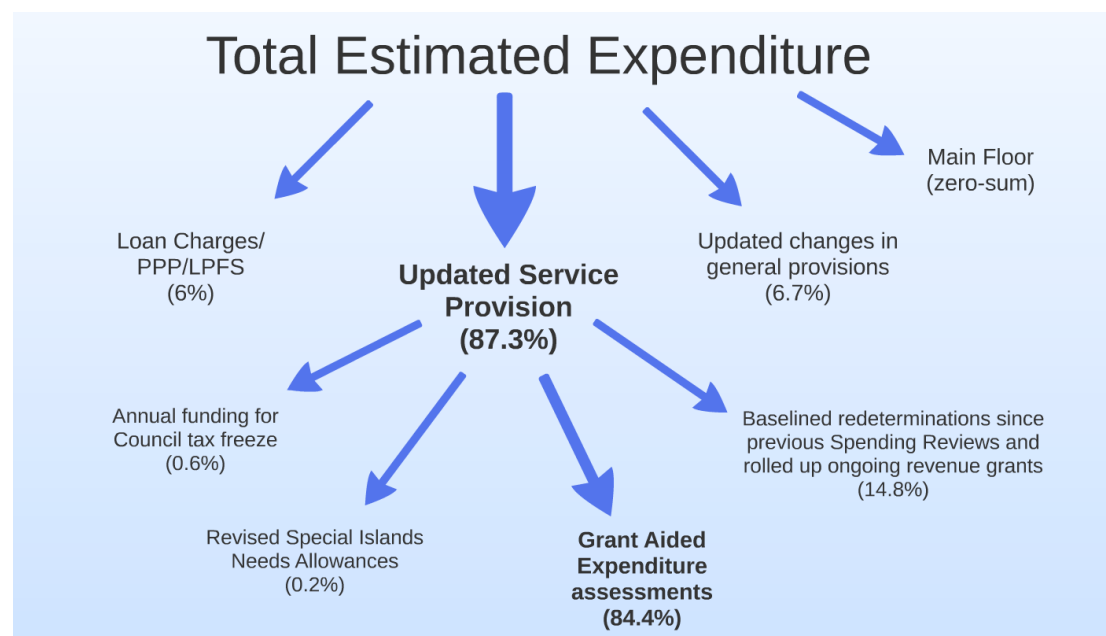 Total Estimated Expenditure
Main Floor
(zero-sum)
Loan Charges/
PPP/LPFS
(6%)
Updated Service
Provision
(87.3%)
Updated changes in
general provisions
(6.7%)
Annual funding for
Council tax freeze
(0.6%)
Revised Special Islands
Needs Allowances
(0.2%)
Grant Aided
Expenditure
assessments
(84.4%)
Baselined redeterminations since
previous Spending Reviews and
rolled up ongoing revenue grants
(14.8%)